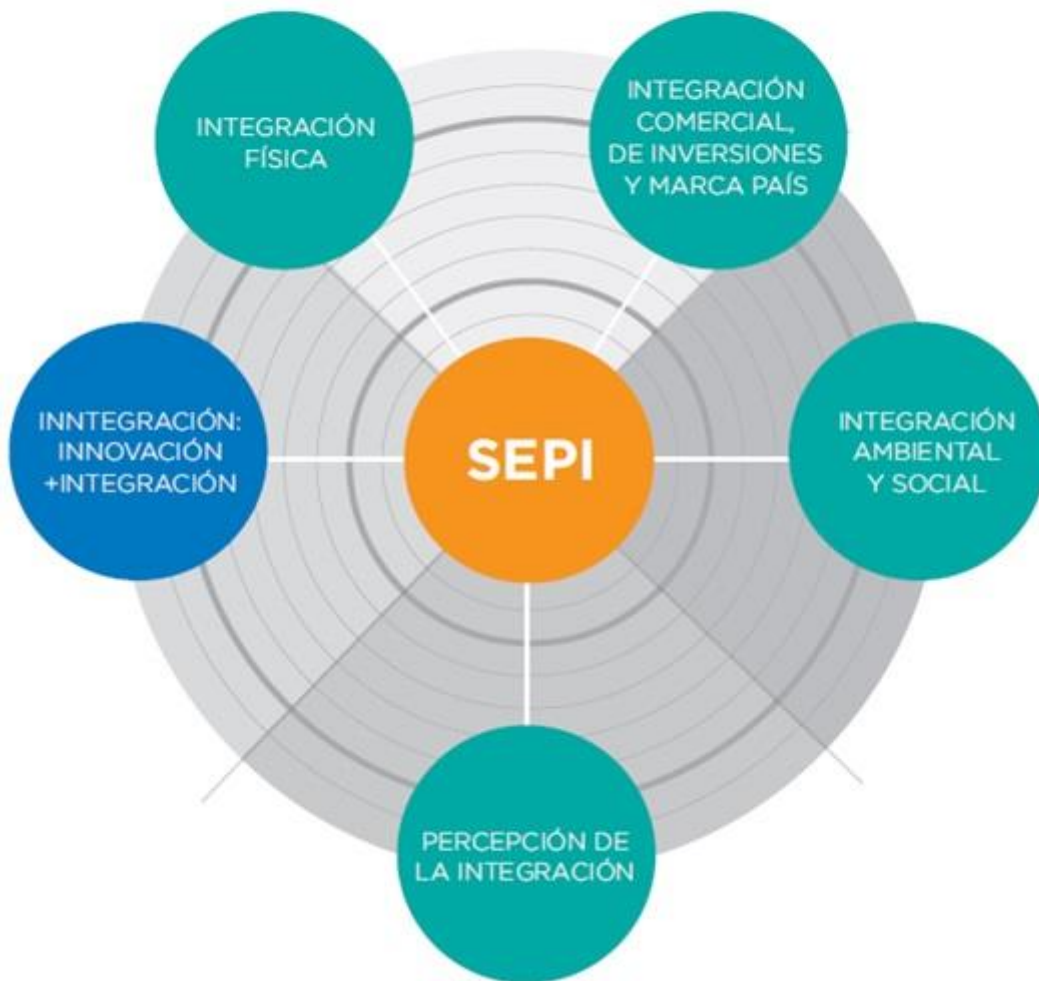 INTEGRACIÓN
FÍSICA
INTEGRACIÓN
COMERCIAL,
DE INVERSIONES
Y MARCA PAÍS
INNTEGRACIÓN:
INNOVACIÓN
+INTEGRACIÓN
SEPI
INTEGRACIÓN
AMBIENTAL
Y SOCIAL
PERCEPCIÓN DE
LA INTEGRACIÓN